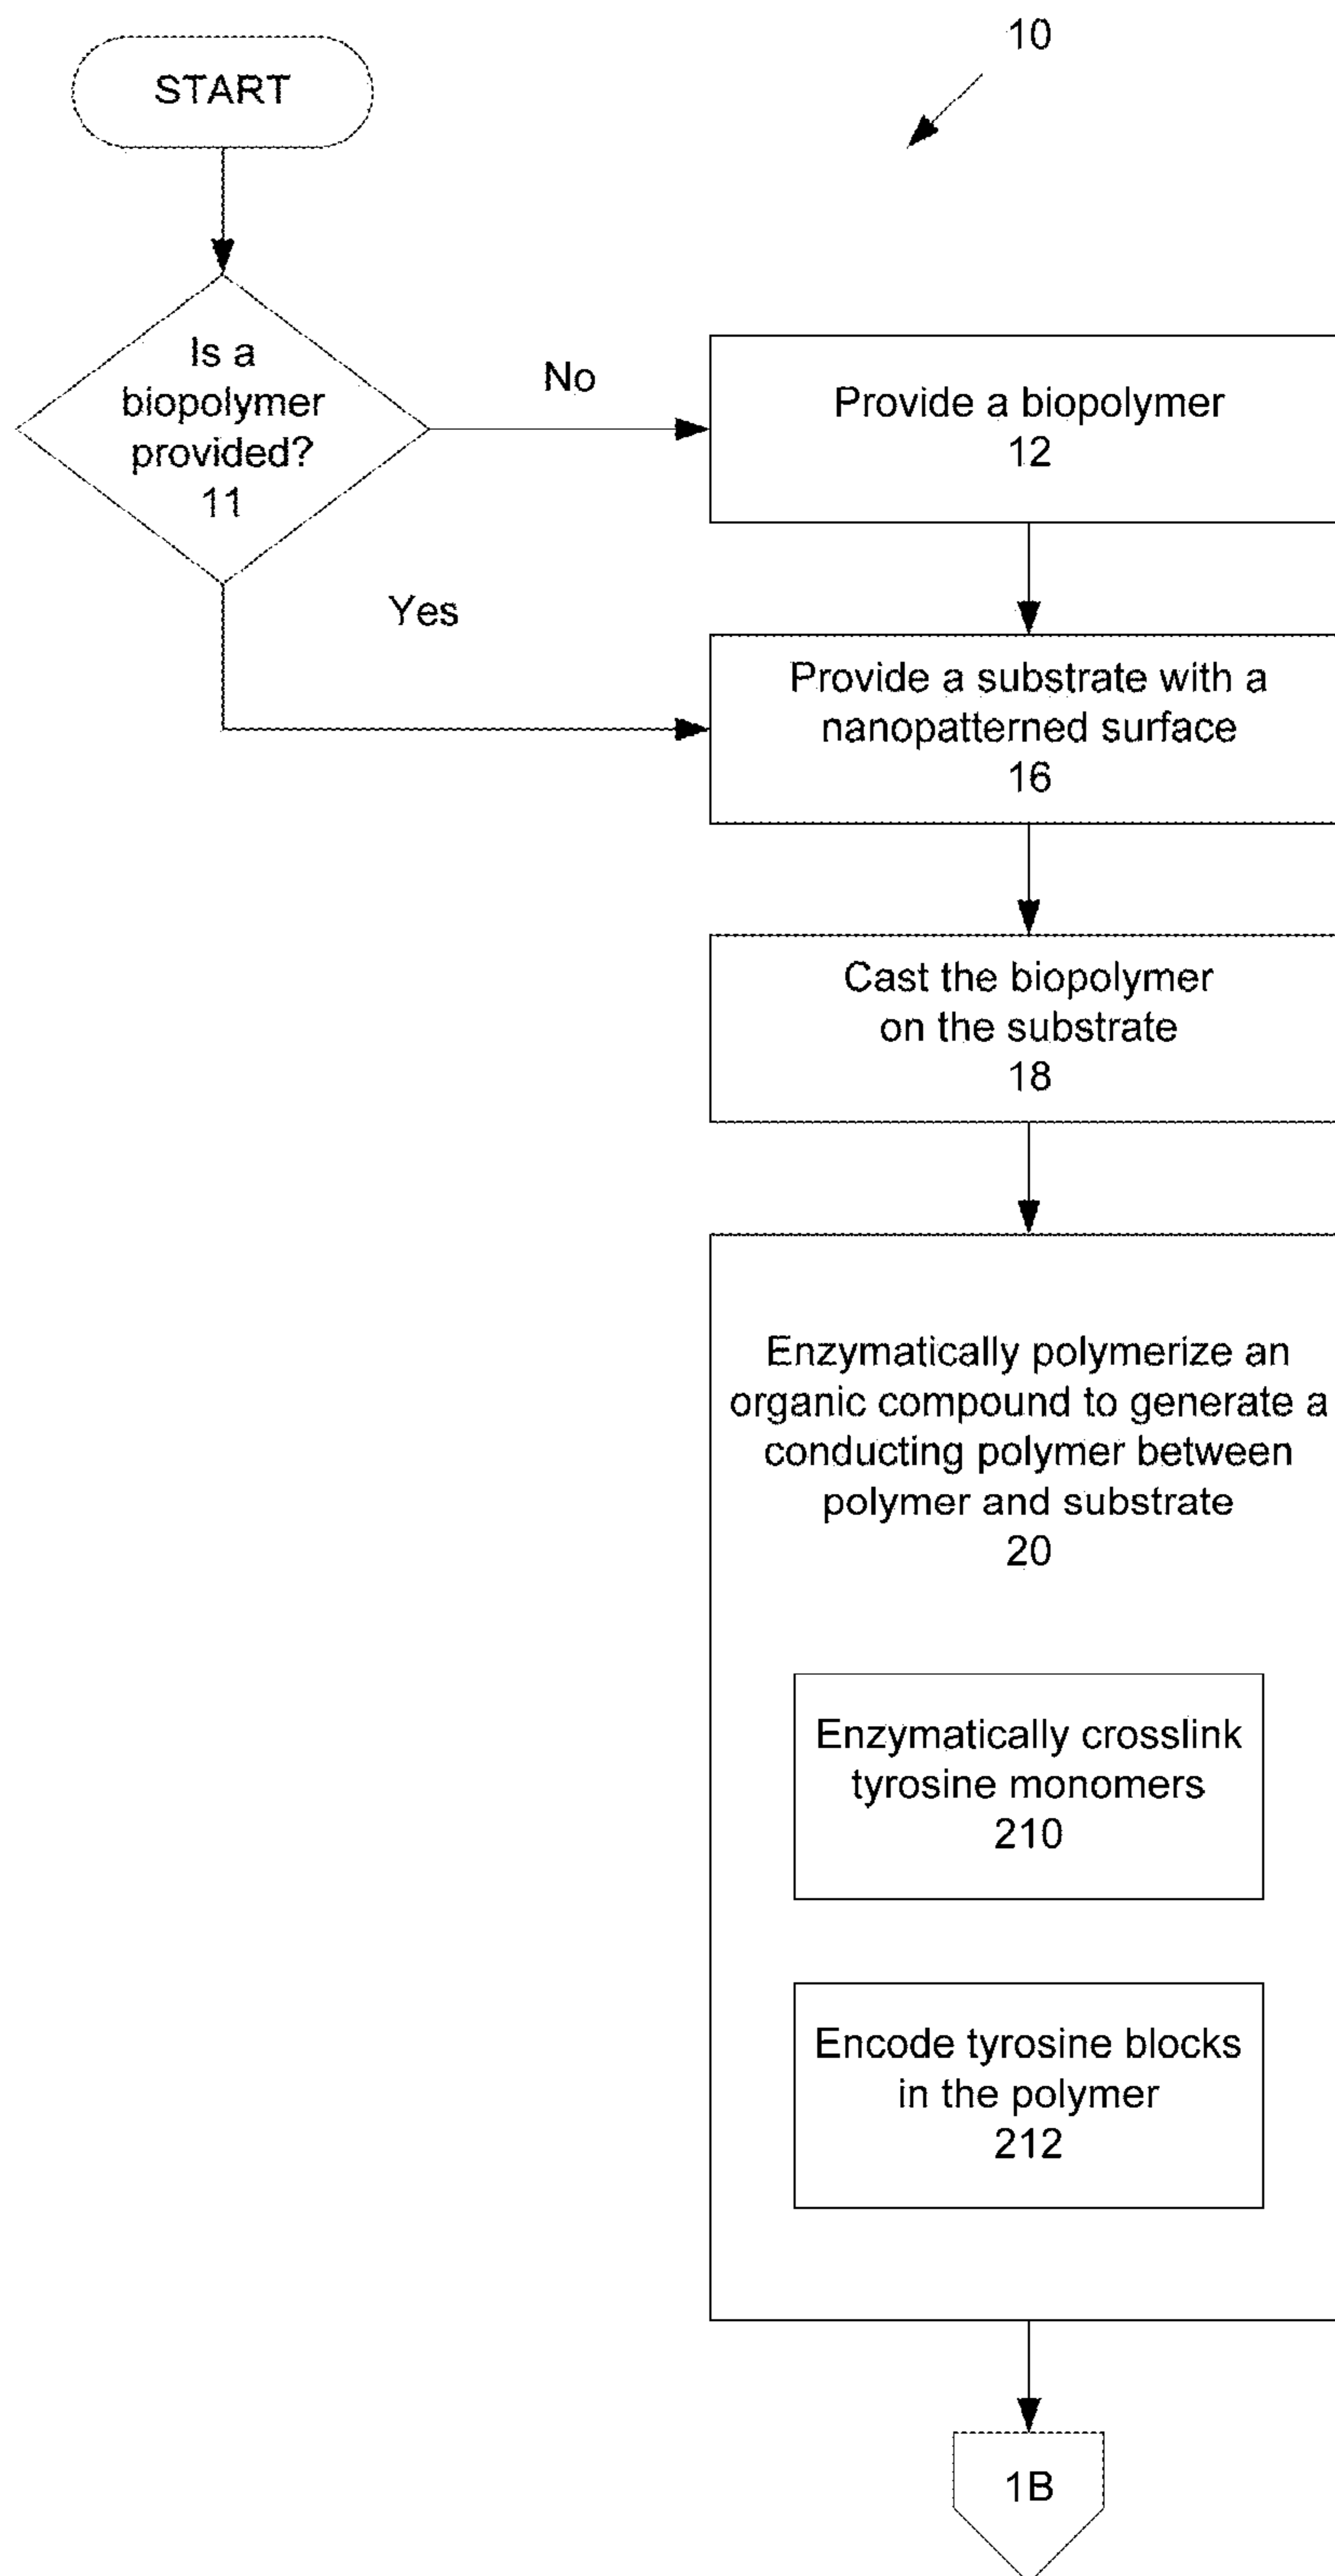 10
START
Is a
biopolymer
provided?
11
No
Provide a biopolymer
12
Yes
Provide a substrate with a
nanopatterned surface
16
Cast the biopolymer
on the substrate
18
Enzymatically polymerize an
organic compound to generate a
conducting polymer between
polymer and substrate
20
Enzymatically crosslink
tyrosine monomers
210
Encode tyrosine blocks
in the polymer
212
1B